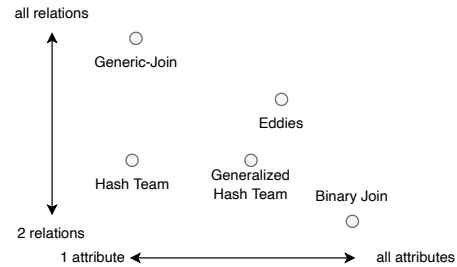 all relations
Generic-Join
Eddies
Hash Team
Generalized
Hash Team
Binary Join
2 relations
1 attribute
all attributes